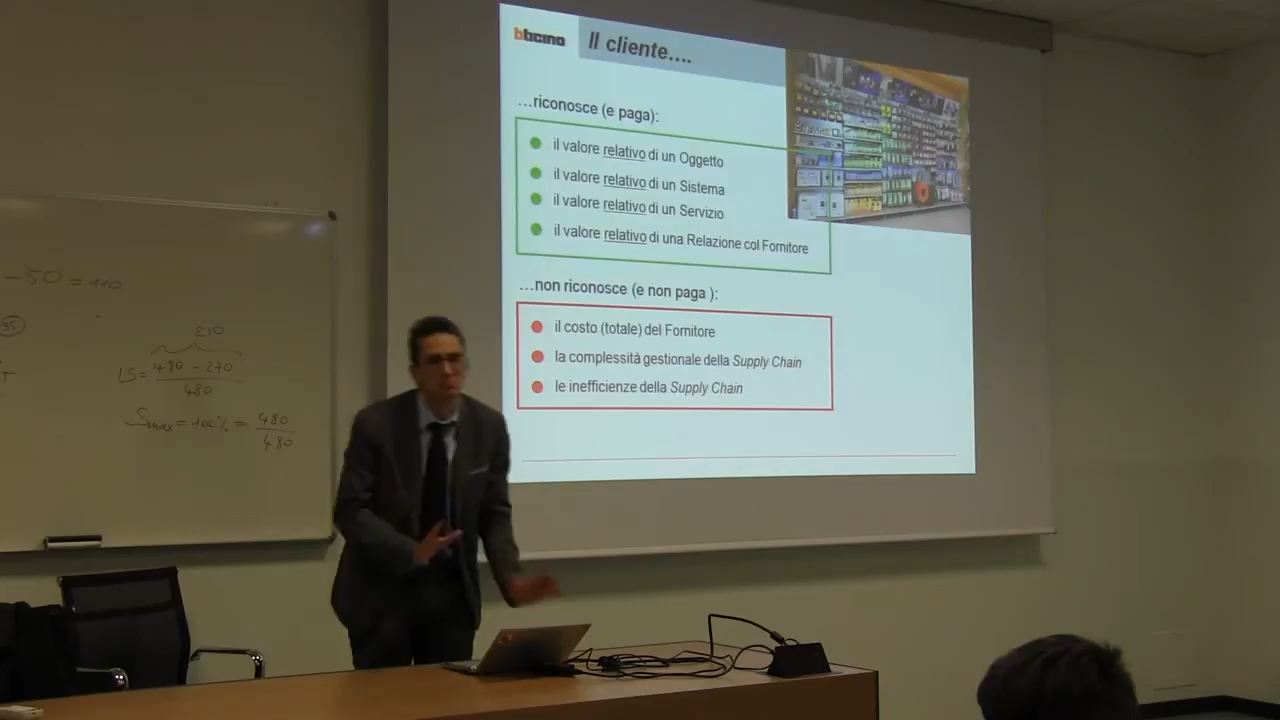 bticino
Il cliente....
...riconosce (e paga):
il valore relativo di un Oggetto
il valore relativo di un Sistema
il valore relativo di un Servizio
il valore relativo di una Relazione col Fornitore
...non riconosce (e non paga ):
il costo (totale) del Fornitore
la complessità gestionale della Supply Chain
le inefficienze della Supply Chain
-50=110
35
T
210
LS= 480 - 270
480
Smax = 100% = 480
480